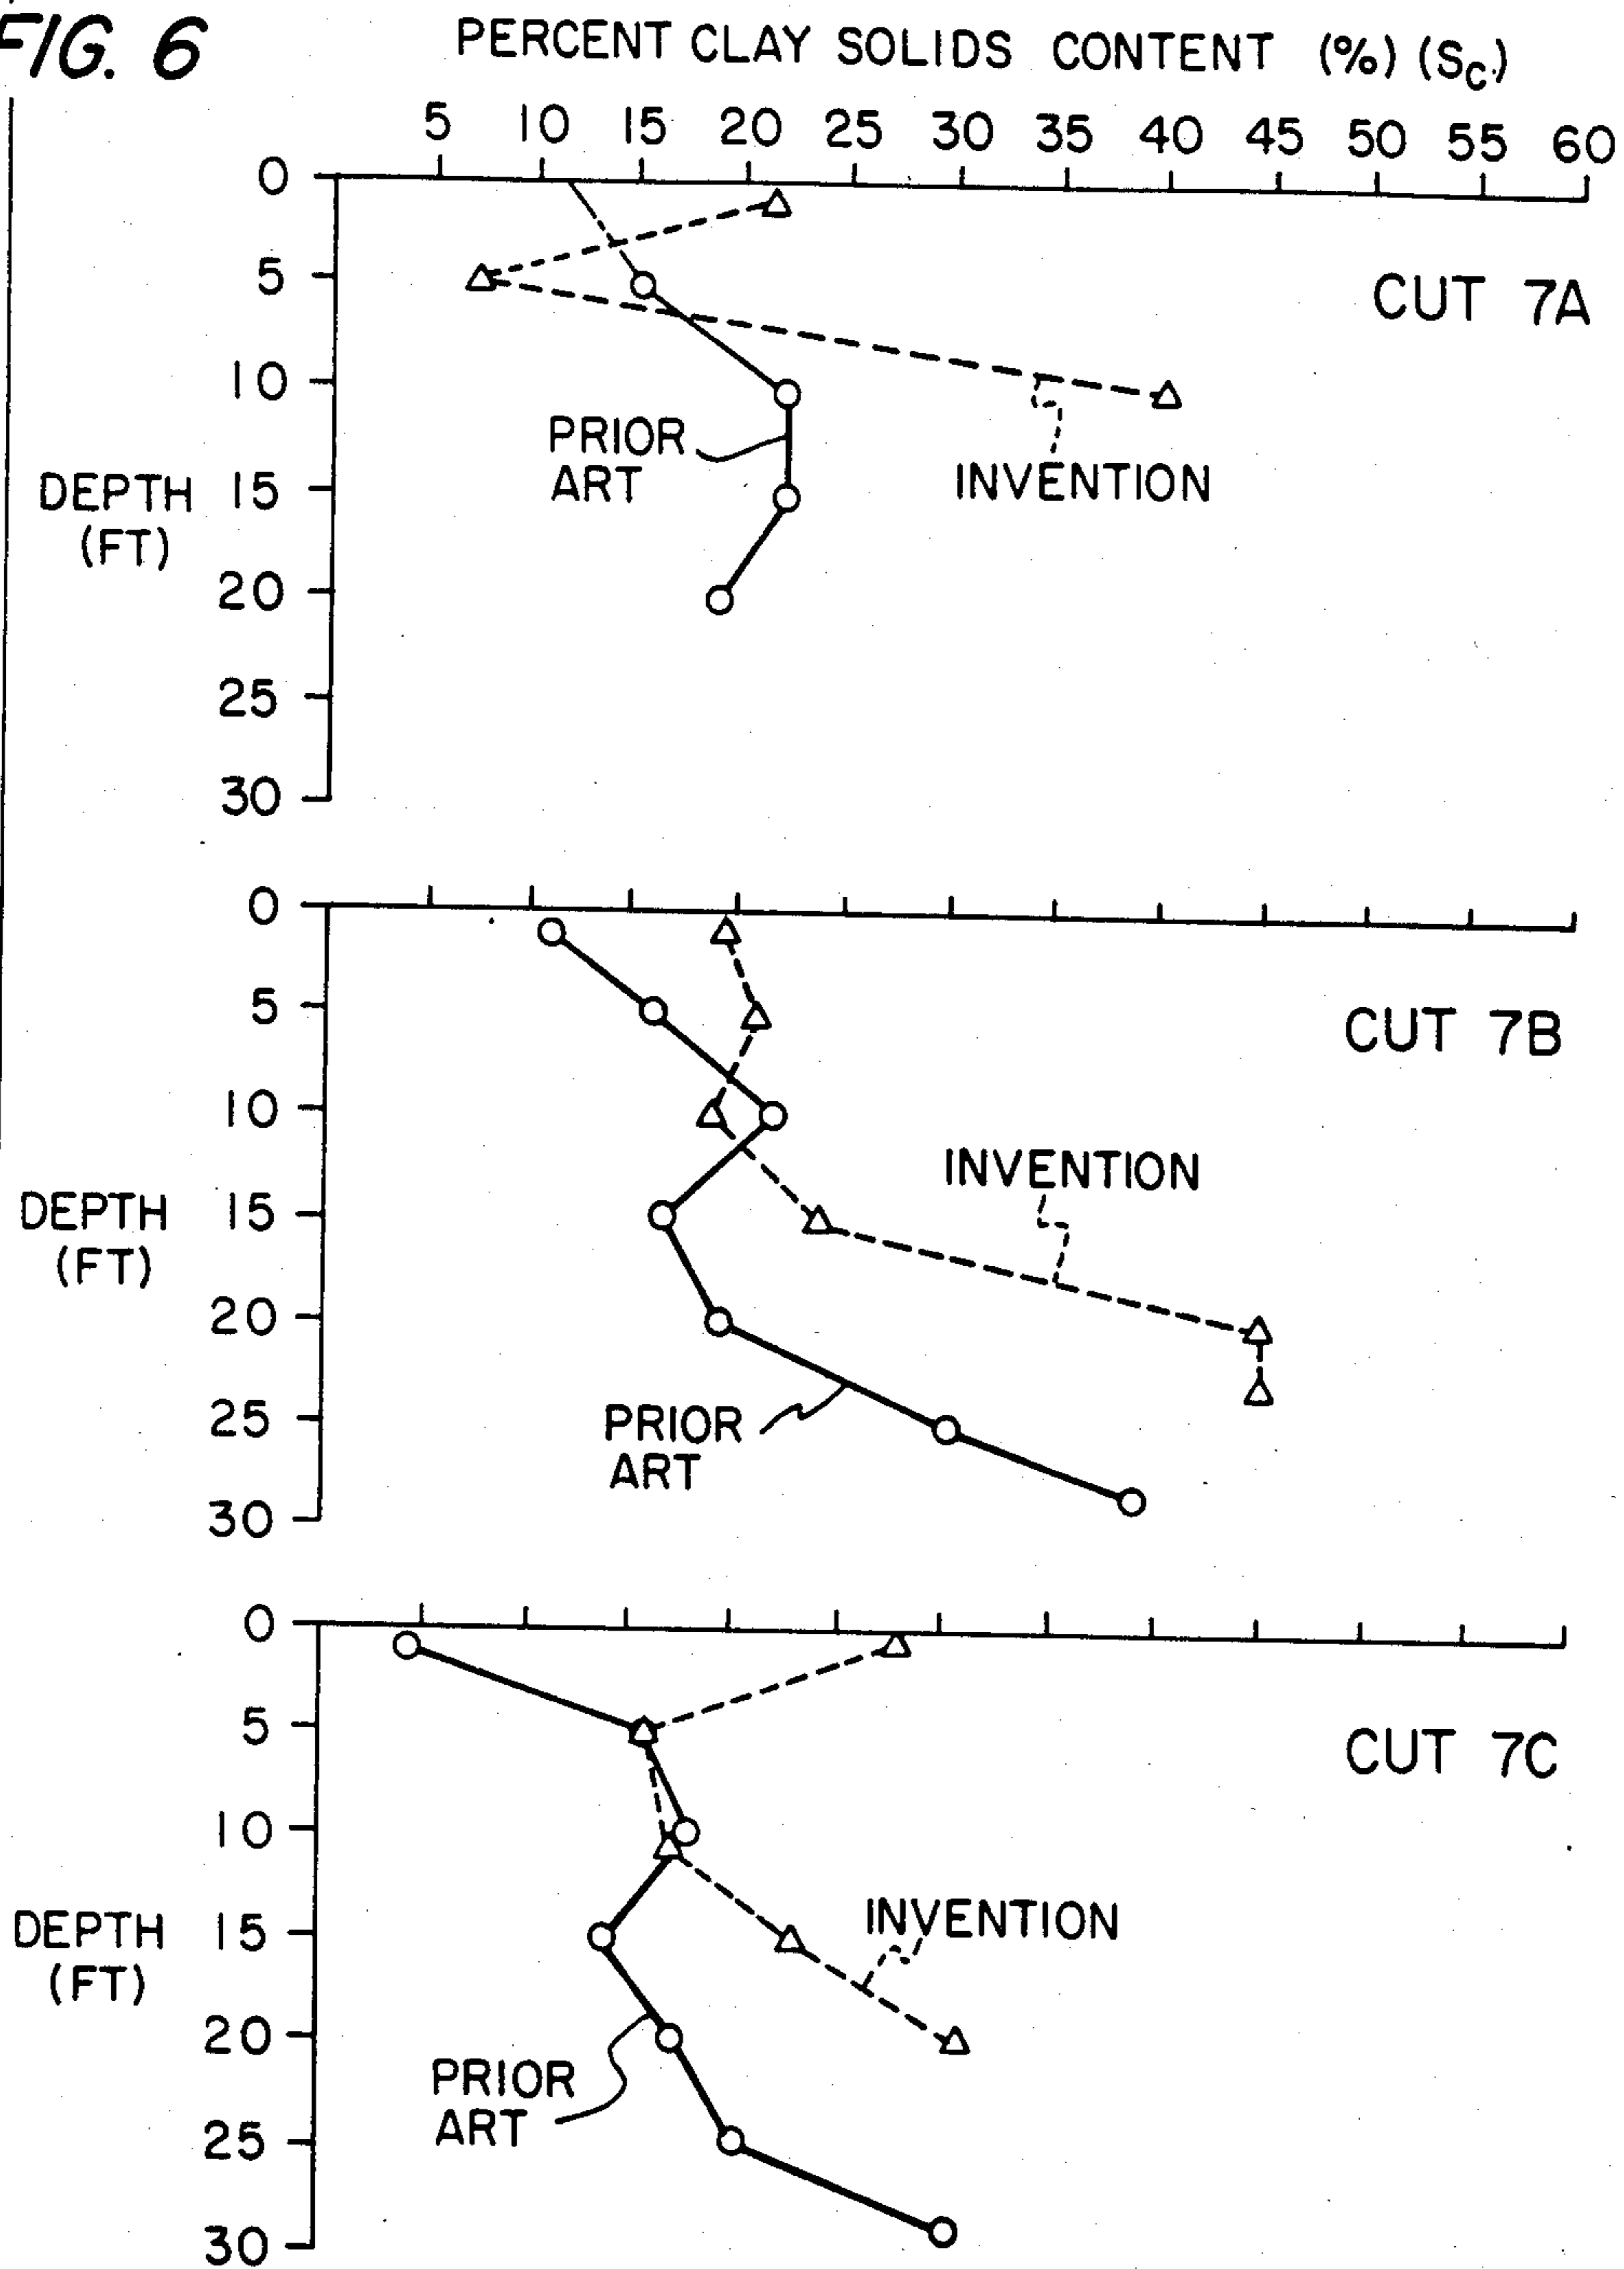 FIG. 6
PERCENT CLAY SOLIDS CONTENT (%) (Sc.)
5 10 15 20 25 30 35 40 45 50 55 60
0
5
10
15
20
25
30
DEPTH
(FT)
CUT 7A
PRIOR
ART
INVENTION
0
5
10
15
20
25
30
DEPTH
(FT)
CUT 7B
INVENTION
PRIOR
ART
0
5
10
15
20
25
30
DEPTH
(FT)
CUT 7C
INVENTION
PRIOR
ART